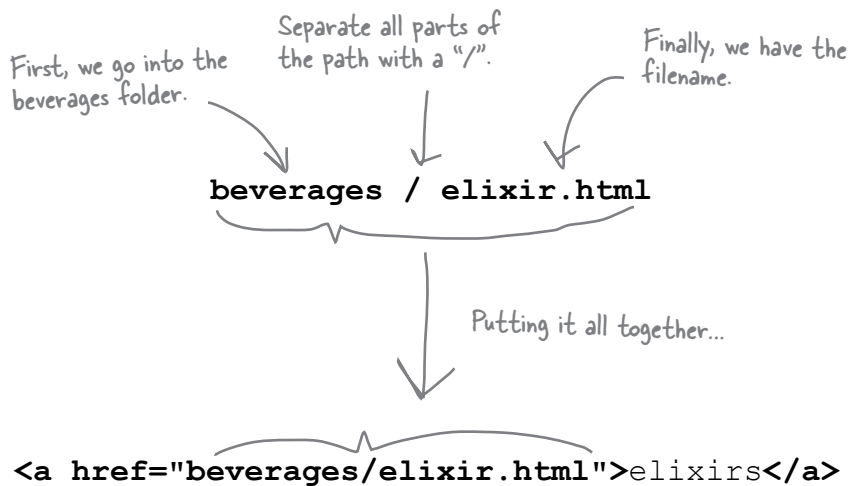 First, we go into the
beverages folder.
Separate all parts of
the path with a “/”.
Finally, we have the
filename.
beverages / elixir.html
Putting it all together...
<a href="beverages/elixir.html">elixirs</a>